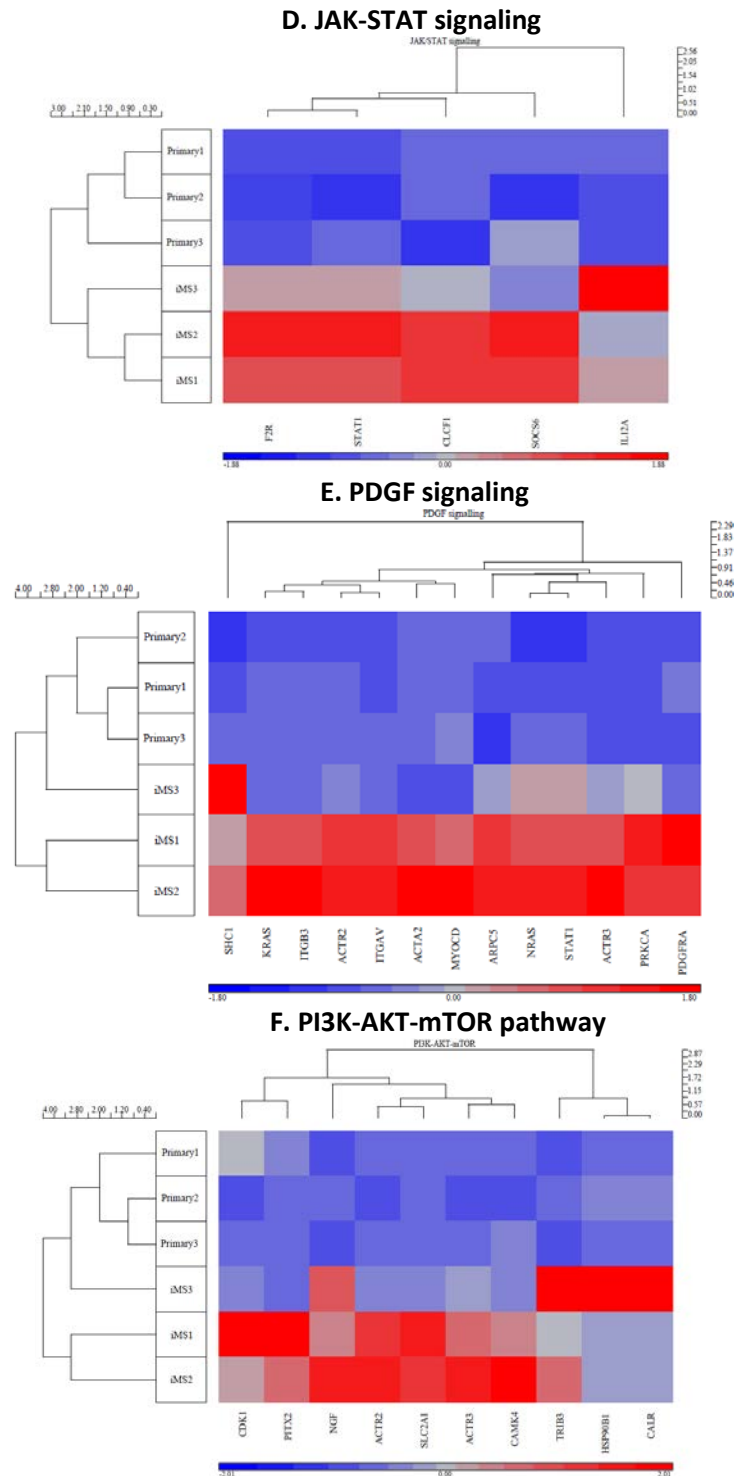 D. JAK-STAT signaling
JAK/STAT signalling
2.56
2.05
1.54
1.02
0.51
0.00
3.00 2.10 1.50 0.90 0.30
Primary1
Primary2
Primary3
iMS3
iMS2
iMS1
F2R STAT1 CLCF1 SOCS6 IL12A
-1.88 0.00 1.88
E. PDGF signaling
PDGF signalling
2.29
1.83
1.37
0.91
0.46
0.00
4.00 2.80 2.00 1.20 0.40
Primary2
Primary1
Primary3
iMS3
iMS1
iMS2
SHC1 KRAS ITGB3 ACTR2 ITGAV ACTA2 MYOCD ARPC5 NRAS STAT1 ACTR3 PRKCA PDGFRA
-1.80 0.00 1.80
F. PI3K-AKT-mTOR pathway
PI3K-AKT-mTOR
2.87
2.29
1.72
1.15
0.57
0.00
4.00 2.80 2.00 1.20 0.40
Primary1
Primary2
Primary3
iMS3
iMS1
iMS2
CDK1 PITX2 NGF ACTR2 SLC2A1 ACTR3 CAMK4 TRIB3 HSP90B1 CALR
-2.01 0.00 2.01